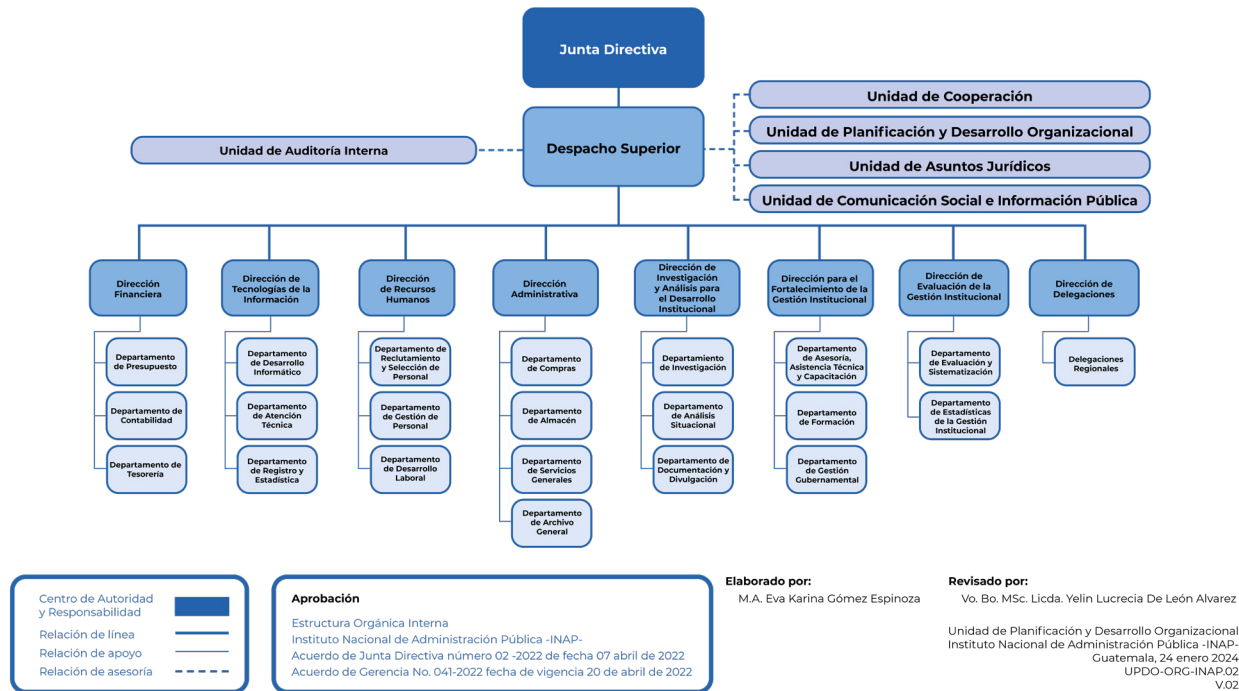 Junta Directiva
Despacho Superior
Unidad de Auditoría Interna
Unidad de Cooperación
Unidad de Planificación y Desarrollo Organizacional
Unidad de Asuntos Jurídicos
Unidad de Comunicación Social e Información Pública
Dirección
Financiera
Departamento
de Presupuesto
Departamento de
Contabilidad
Departamento de
Tesorería
Dirección de
Tecnologías de la
Información
Departamento
de Desarrollo
Informático
Departamento
de Atención
Técnica
Departamento
de Registro y
Estadística
Dirección
de Recursos
Humanos
Departamento de
Reclutamiento
y Selección de
Personal
Departamento
de Gestión de
Personal
Departamento
de Desarrollo
Laboral
Dirección
Administrativa
Departamento
de Compras
Departamento
de Almacén
Departamento
de Servicios
Generales
Departamento
de Archivo
General
Dirección de
Investigación
y Análisis para
el Desarrollo
Institucional
Departamiento
de Investigación
Departamento
de Análisis
Situacional
Departamento de
Documentación y
Divulgación
Dirección para el
Fortalecimiento de la
Gestión Institucional
Departamento
de Asesoría,
Asistencia Técnica
y Capacitación
Departamento
de Formación
Departamento
de Gestión
Gubernamental
Dirección de
Evaluación de la
Gestión Institucional
Departamento
de Evaluación y
Sistematización
Departamento
de Estadísticas
de la Gestión
Institucional
Dirección de
Delegaciones
Delegaciones
Regionales
Centro de Autoridad
y Responsabilidad
Relación de línea
Relación de apoyo
Relación de asesoría
Aprobación
Estructura Orgánica Interna
Instituto Nacional de Administración Pública -INAP-
Acuerdo de Junta Directiva número 02 -2022 de fecha 07 abril de 2022
Acuerdo de Gerencia No. 041-2022 fecha de vigencia 20 de abril de 2022
Elaborado por:
M.A. Eva Karina Gómez Espinoza
Revisado por:
Vo. Bo. MSc. Licda. Yelin Lucrecia De León Alvarez
Unidad de Planificación y Desarrollo Organizacional
Instituto Nacional de Administración Pública -INAP-
Guatemala, 24 enero 2024
UPDO-ORG-INAP.02
V.02